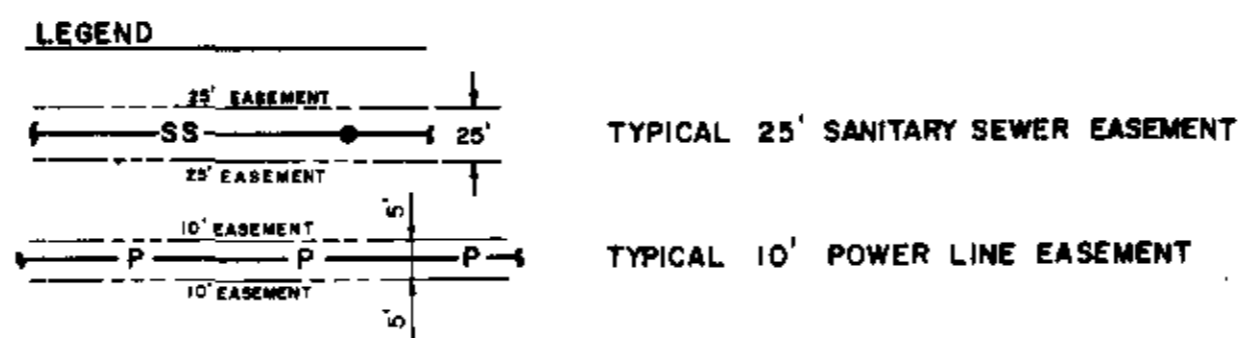 LEGEND
25' EASEMENT
SS 25' TYPICAL 25' SANITARY SEWER EASEMENT
25' EASEMENT
5'
10' EASEMENT
P P P TYPICAL 10' POWER LINE EASEMENT
10' EASEMENT
5'